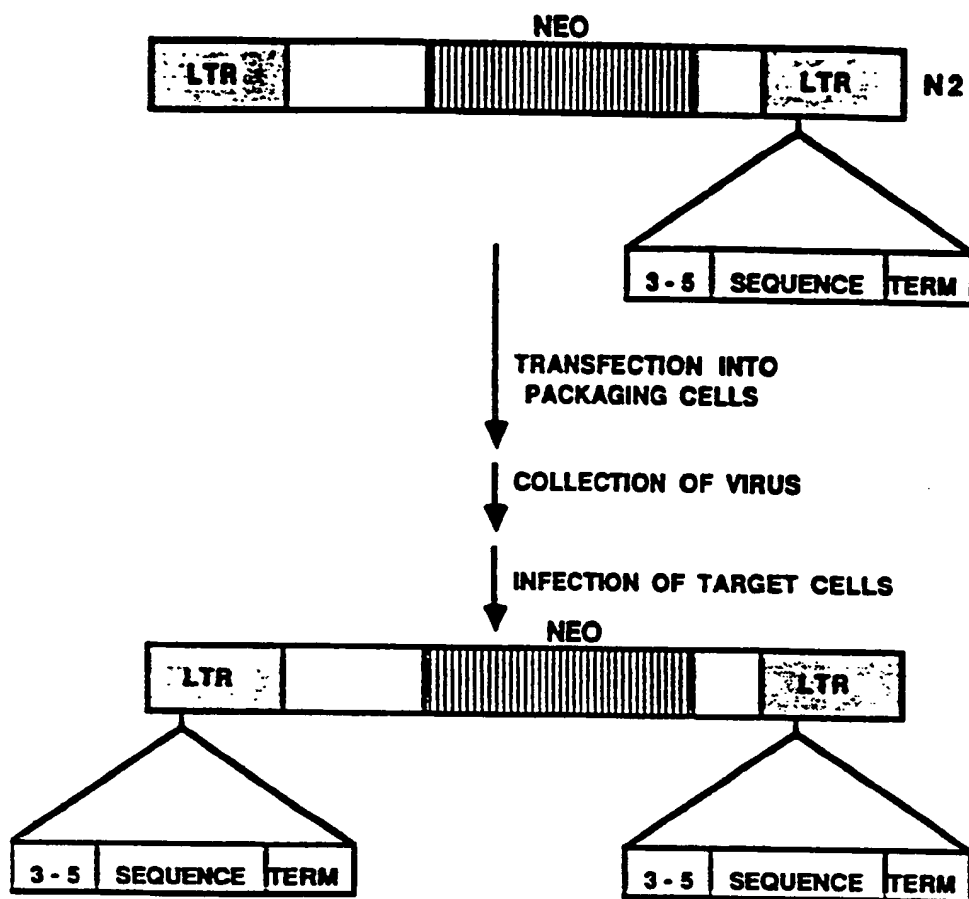 NEO
LTR LTR N2
3 - 5 SEQUENCE TERM
TRANSFECTION INTO
PACKAGING CELLS
COLLECTION OF VIRUS
INFECTION OF TARGET CELLS
NEO
LTR LTR
3 - 5 SEQUENCE TERM 3 - 5 SEQUENCE TERM